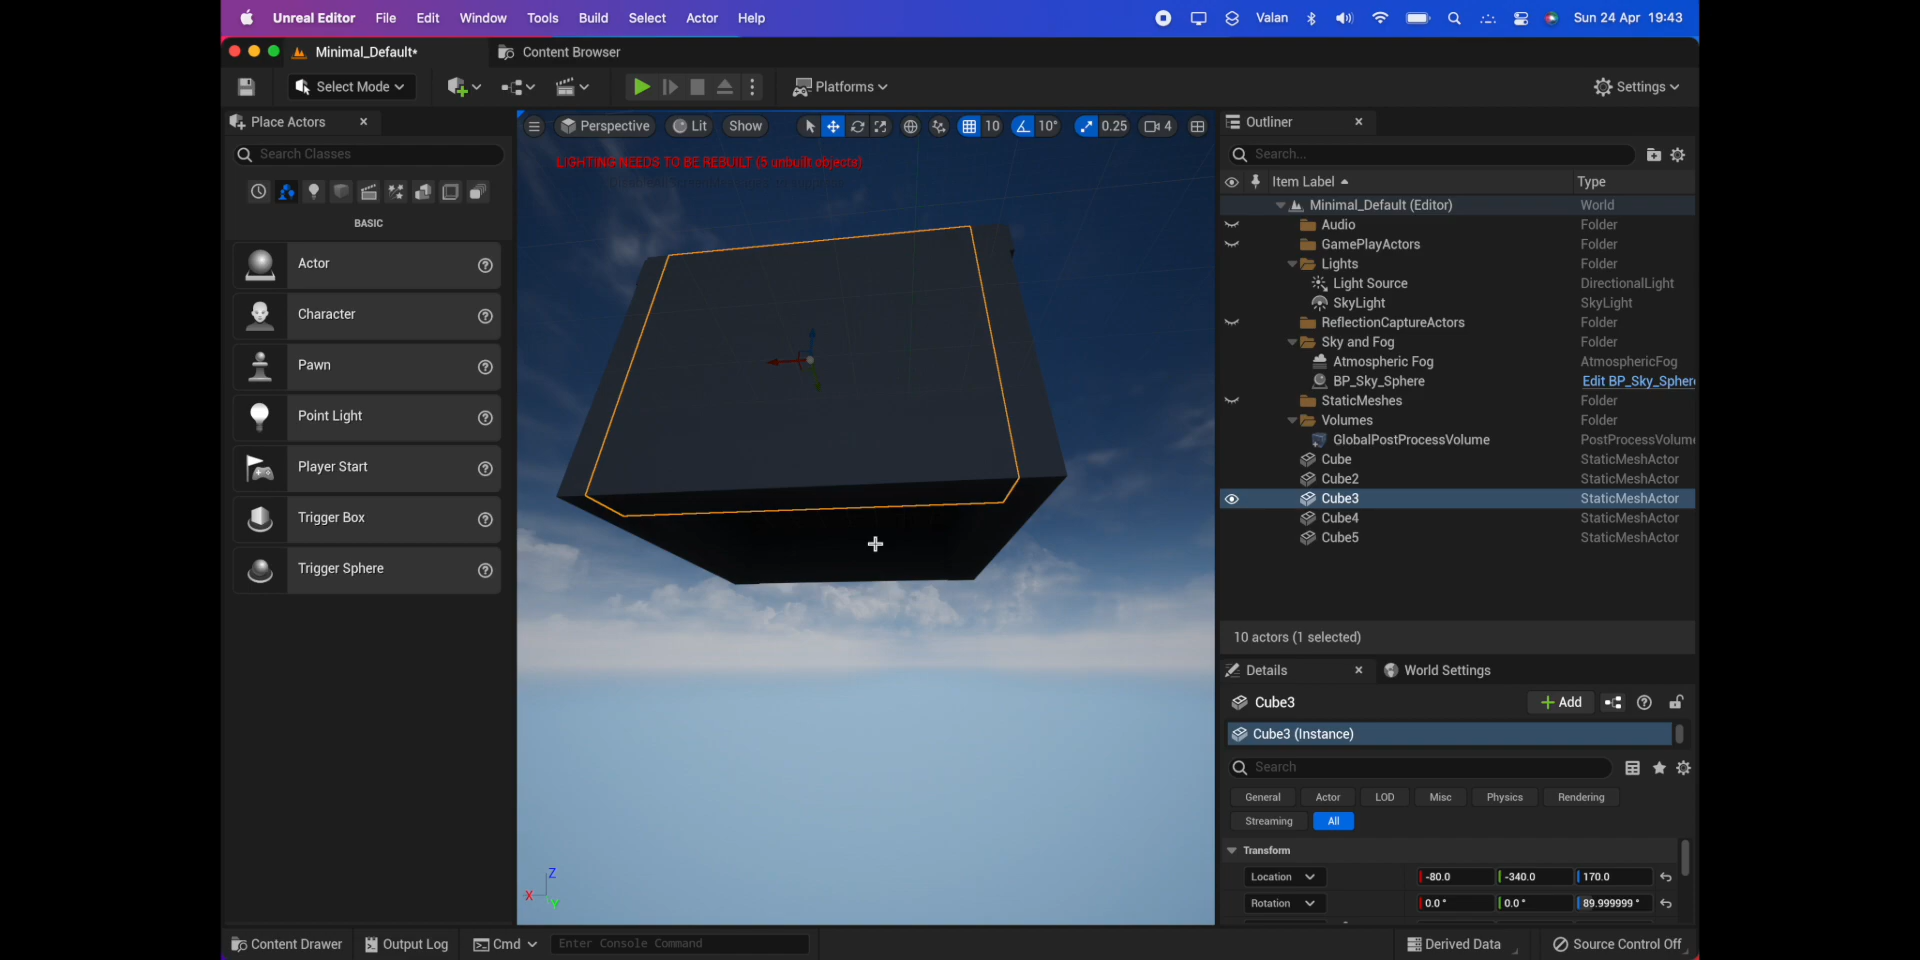 Unreal Editor File Edit Window Tools Build Select Actor Help Valan Sun 24 Apr 19:43
Minimal_Default* Content Browser
Select Mode Platforms Settings
Place Actors
Search Classes
BASIC
Actor
Character
Pawn
Point Light
Player Start
Trigger Box
Trigger Sphere
Perspective Lit Show 10 10° 0.25 4
LIGHTING NEEDS TO BE REBUILT (5 unbuilt objects)
Z
X
Y
Outliner
Search...
Item Label Type
Minimal_Default (Editor) World
Audio Folder
GamePlayActors Folder
Lights Folder
Light Source DirectionalLight
SkyLight SkyLight
ReflectionCaptureActors Folder
Sky and Fog Folder
Atmospheric Fog AtmosphericFog
BP_Sky_Sphere Edit BP_Sky_Spher
StaticMeshes Folder
Volumes Folder
GlobalPostProcessVolume PostProcessVolum
Cube StaticMeshActor
Cube2 StaticMeshActor
Cube3 StaticMeshActor
Cube4 StaticMeshActor
Cube5 StaticMeshActor
10 actors (1 selected)
Details World Settings
Cube3 Add
Cube3 (Instance)
Search
General Actor LOD Misc Physics Rendering
Streaming All
Transform
Location -80.0 -340.0 170.0
Rotation 0.0° 0.0° 89.999999°
Content Drawer Output Log Cmd Enter Console Command Derived Data Source Control Off